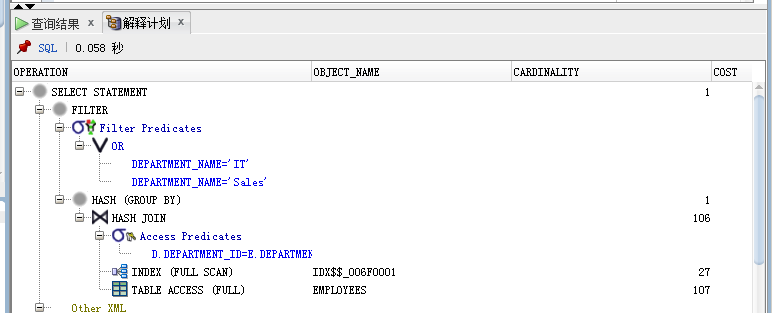 查询结果 × 解释计划 ×
SQL | 0.058 秒
OPERATION OBJECT_NAME CARDINALITY COST
SELECT STATEMENT 1
FILTER
Filter Predicates
OR
DEPARTMENT_NAME='IT'
DEPARTMENT_NAME='Sales'
HASH (GROUP BY) 1
HASH JOIN 106
Access Predicates
D.DEPARTMENT_ID=E.DEPARTMEN
INDEX (FULL SCAN) IDX$$_006F0001 27
TABLE ACCESS (FULL) EMPLOYEES 107
Other XML